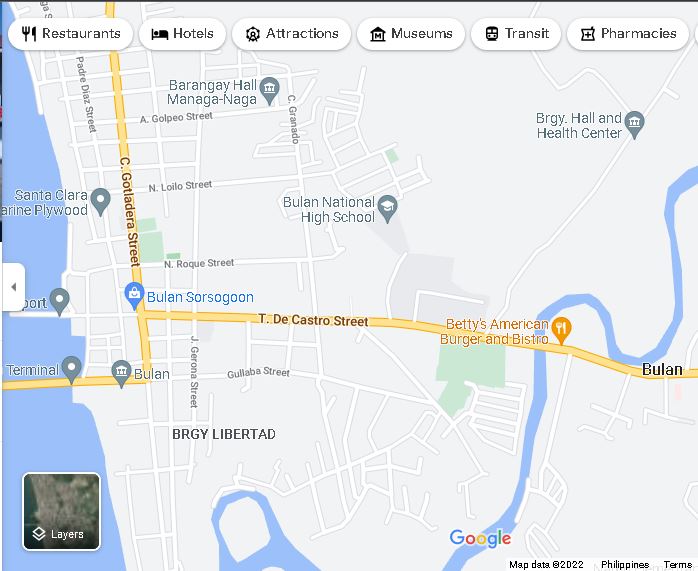 Restaurants
Hotels
Attractions
Museums
Transit
Pharmacies
Padre Diaz Street
Barangay Hall
Managa-Naga
A. Golpeo Street
C. Granado
Brgy. Hall and
Health Center
C. Gotladera Street
N. Loilo Street
Santa Clara
arine Plywood
Bulan National
High School
N. Roque Street
Bulan Sorsogoon
port
T. De Castro Street
Betty's American
Burger and Bistro
J. Gerona Street
Terminal
Bulan
Gullaba Street
Bulan
BRGY LIBERTAD
Layers
Google
Map data ©2022
Philippines
Terms